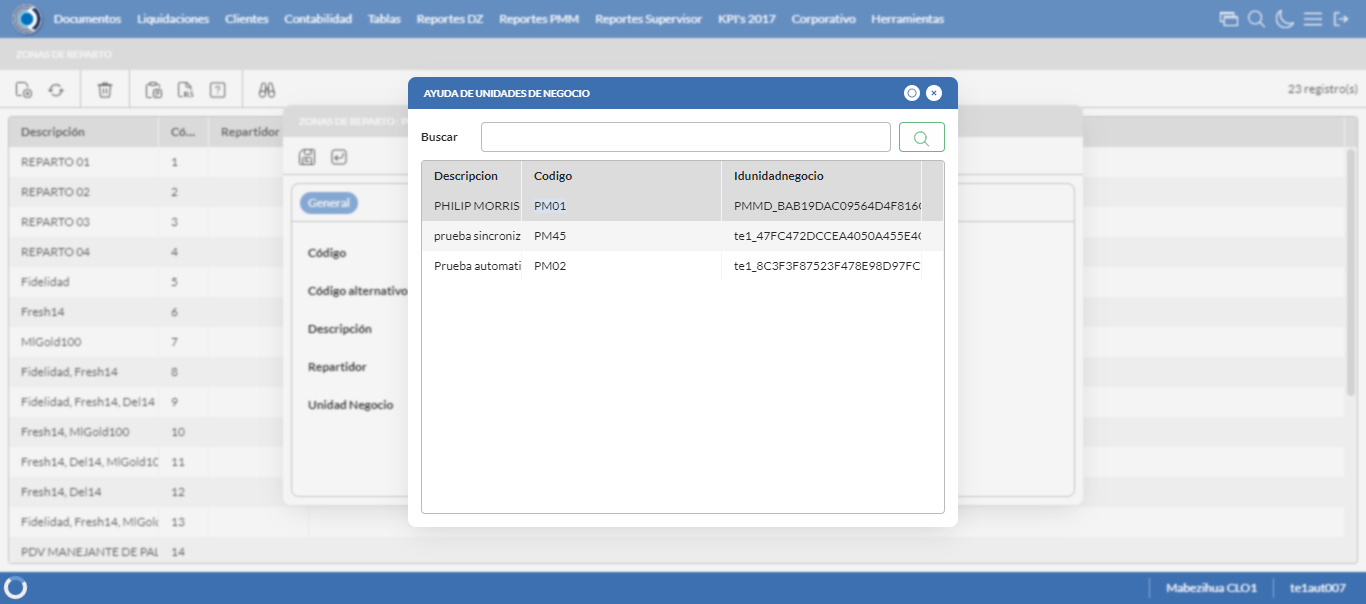 Documentos Liquidaciones Clientes Contabilidad Tablas Reportes DZ Reportes PMM Reportes Supervisor KPI's 2017 Corporativo Herramientas
ZONAS DE REPARTO
23 registro(s)
AYUDA DE UNIDADES DE NEGOCIO
Buscar
Descripcion Codigo Idunidadnegocio
PHILIP MORRIS PM01 PMMD_BAB19DAC09564D4F816
prueba sincroniz PM45 te1_47FC472DCCEA4050A455E4
Prueba automati PM02 te1_8C3F3F87523F478E98D97FC
ZONAS DE REPARTO:
General
Código
Código alternativo
Descripción
Repartidor
Unidad Negocio
Descripción Có... Repartidor
REPARTO 01 1
REPARTO 02 2
REPARTO 03 3
REPARTO 04 4
Fidelidad 5
Fresh14 6
MlGold100 7
Fidelidad, Fresh14 8
Fidelidad, Fresh14, Del14 9
Fresh14, MlGold100 10
Fresh14, Del14, MlGold10 11
Fresh14, Del14 12
Fidelidad, Fresh14, MlGol 13
PDV MANEJANTE DE PAL 14
Mabezihua CLO1 te1aut007